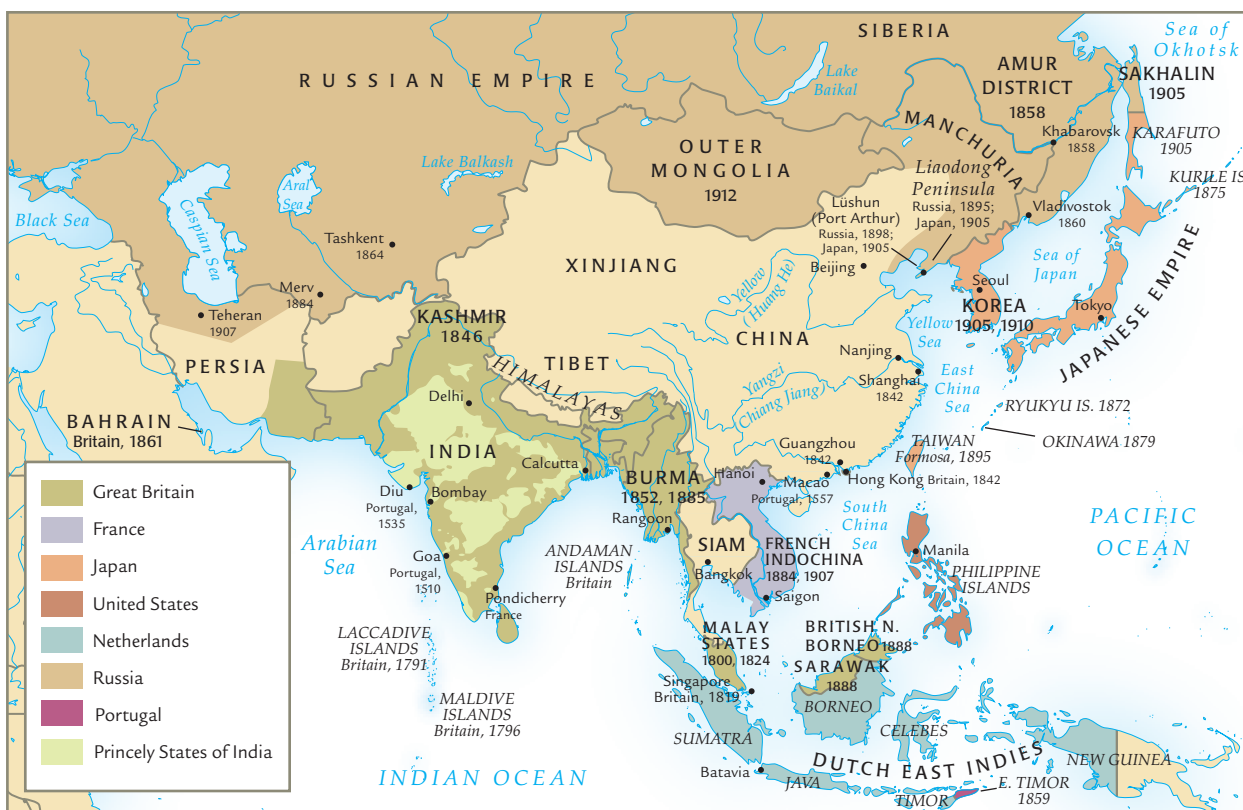 SIBERIA
Sea of
Okhotsk
RUSSIAN EMPIRE
Lake
Baikal
AMUR
DISTRICT
1858
SAKHALIN
1905
MANCHURIA
Khabarovsk
1858
KARAFUTO
1905
KURILE IS.
1875
OUTER
MONGOLIA
1912
Lake Balkash
Aral
Sea
Caspian Sea
Black Sea
Liaodong
Peninsula
Russia, 1895;
Japan, 1905
Lüshun
(Port Arthur)
Russia, 1898;
Japan, 1905
Vladivostok
1860
Tashkent
1864
XINJIANG
Beijing
Sea of
Japan
Merv
1884
Teheran
1907
Yellow
(Huang He)
Seoul
KOREA
1905, 1910
Tokyo
JAPANESE EMPIRE
KASHMIR
1846
CHINA
Yellow
Sea
PERSIA
TIBET
HIMALAYAS
Nanjing
Shanghai
1842
East
China
Sea
Yangzi
Chiang Jiang)
Delhi
BAHRAIN
Britain, 1861
RYUKYU IS. 1872
OKINAWA 1879
INDIA
Calcutta
Guangzhou
1842
TAIWAN
Formosa, 1895
BURMA
1852, 1885
Hanoi
Macao
Portugal, 1557
Hong Kong Britain, 1842
Diu
Portugal,
1535
Bombay
Rangoon
South
China
Sea
PACIFIC
OCEAN
Arabian
Sea
SIAM
Bangkok
FRENCH
INDOCHINA
1884, 1907
Manila
PHILIPPINE
ISLANDS
Goa
Portugal,
1510
ANDAMAN
ISLANDS
Britain
Pondicherry
France
Saigon
LACCADIVE
ISLANDS
Britain, 1791
MALAY
STATES
1800, 1824
BRITISH N.
BORNEO 1888
SARAWAK
1888
Singapore
Britain, 1819
BORNEO
MALDIVE
ISLANDS
Britain, 1796
SUMATRA
CELEBES
DUTCH EAST INDIES
NEW GUINEA
INDIAN OCEAN
Batavia
JAVA
TIMOR
E. TIMOR
1859
Great Britain
France
Japan
United States
Netherlands
Russia
Portugal
Princely States of India